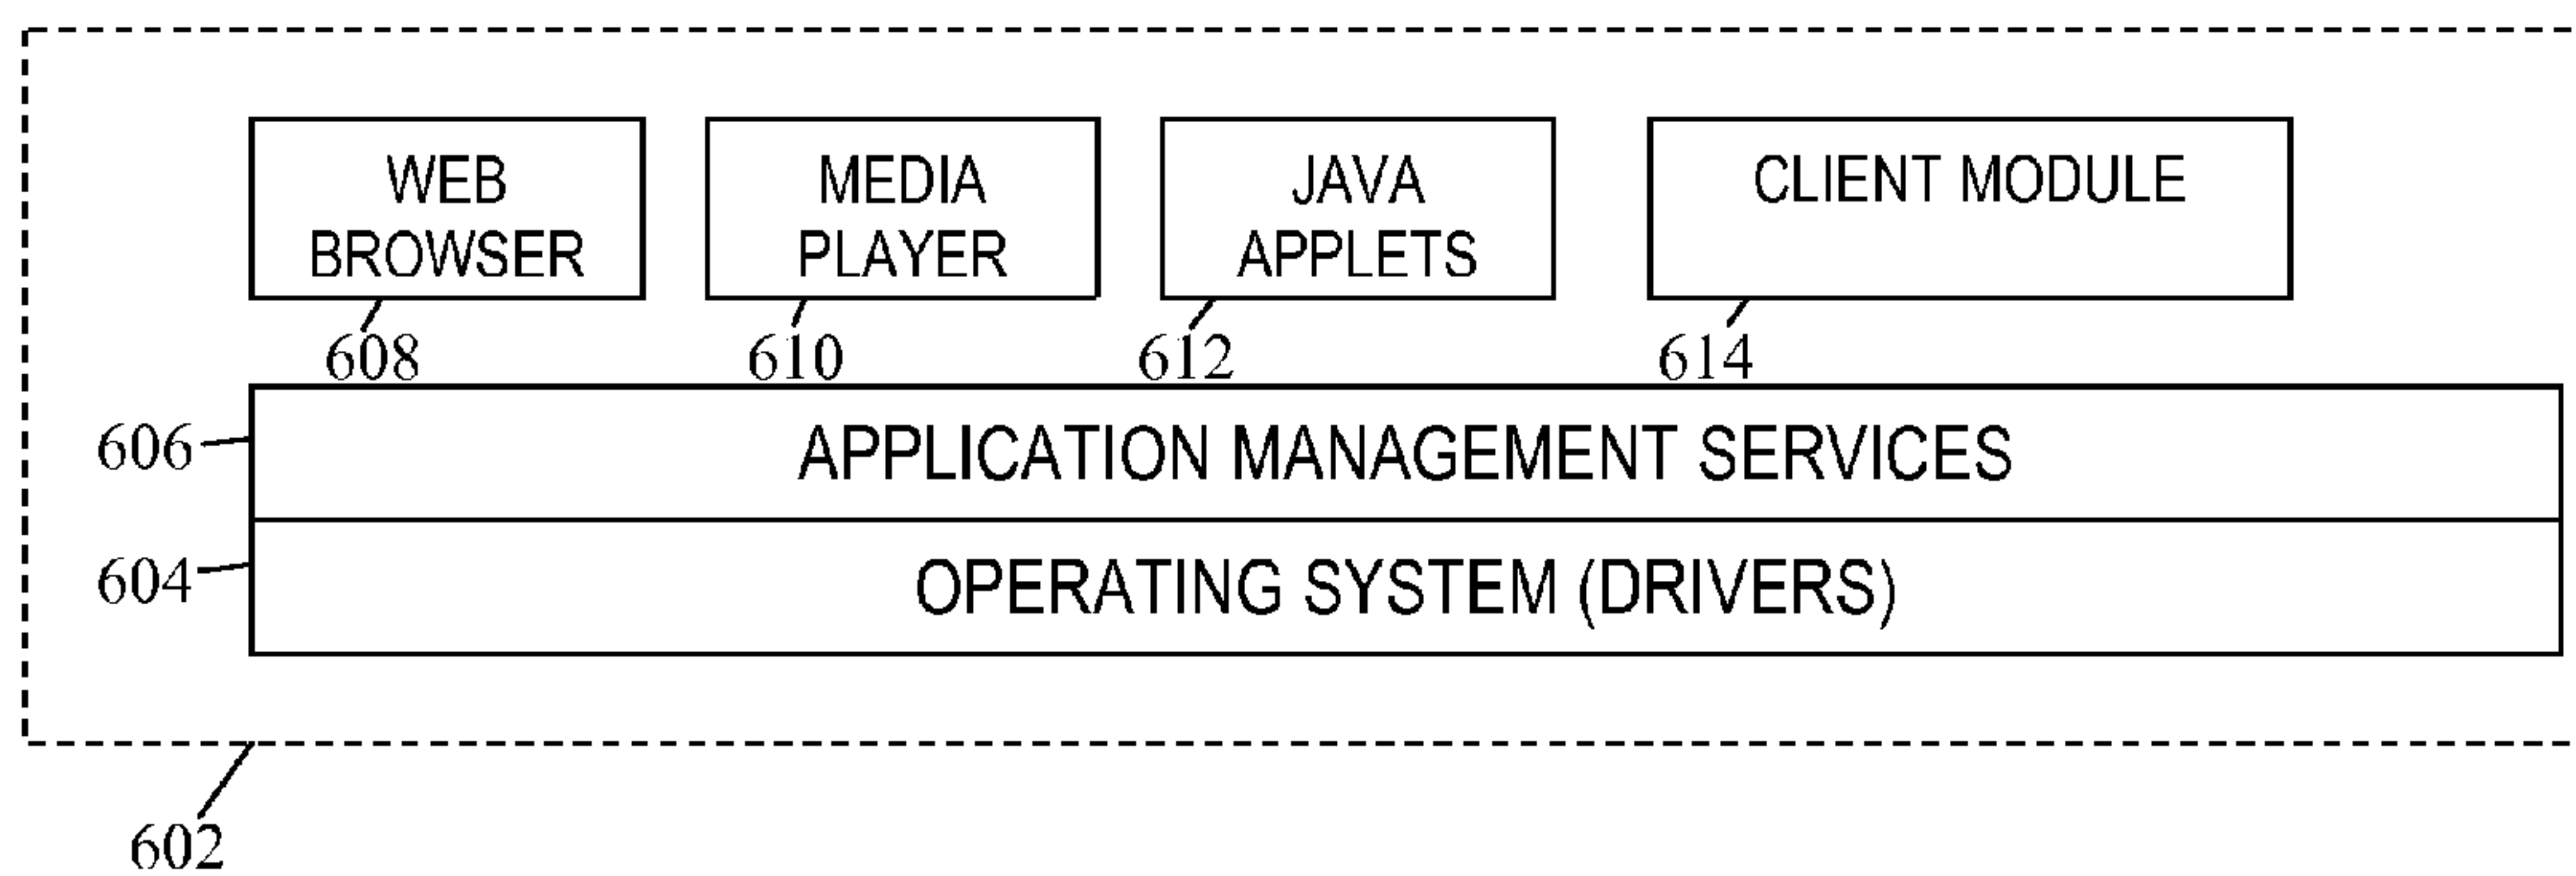 WEB
BROWSER
MEDIA
PLAYER
JAVA
APPLETS
CLIENT MODULE
608
610
612
614
606
APPLICATION MANAGEMENT SERVICES
604
OPERATING SYSTEM (DRIVERS)
602